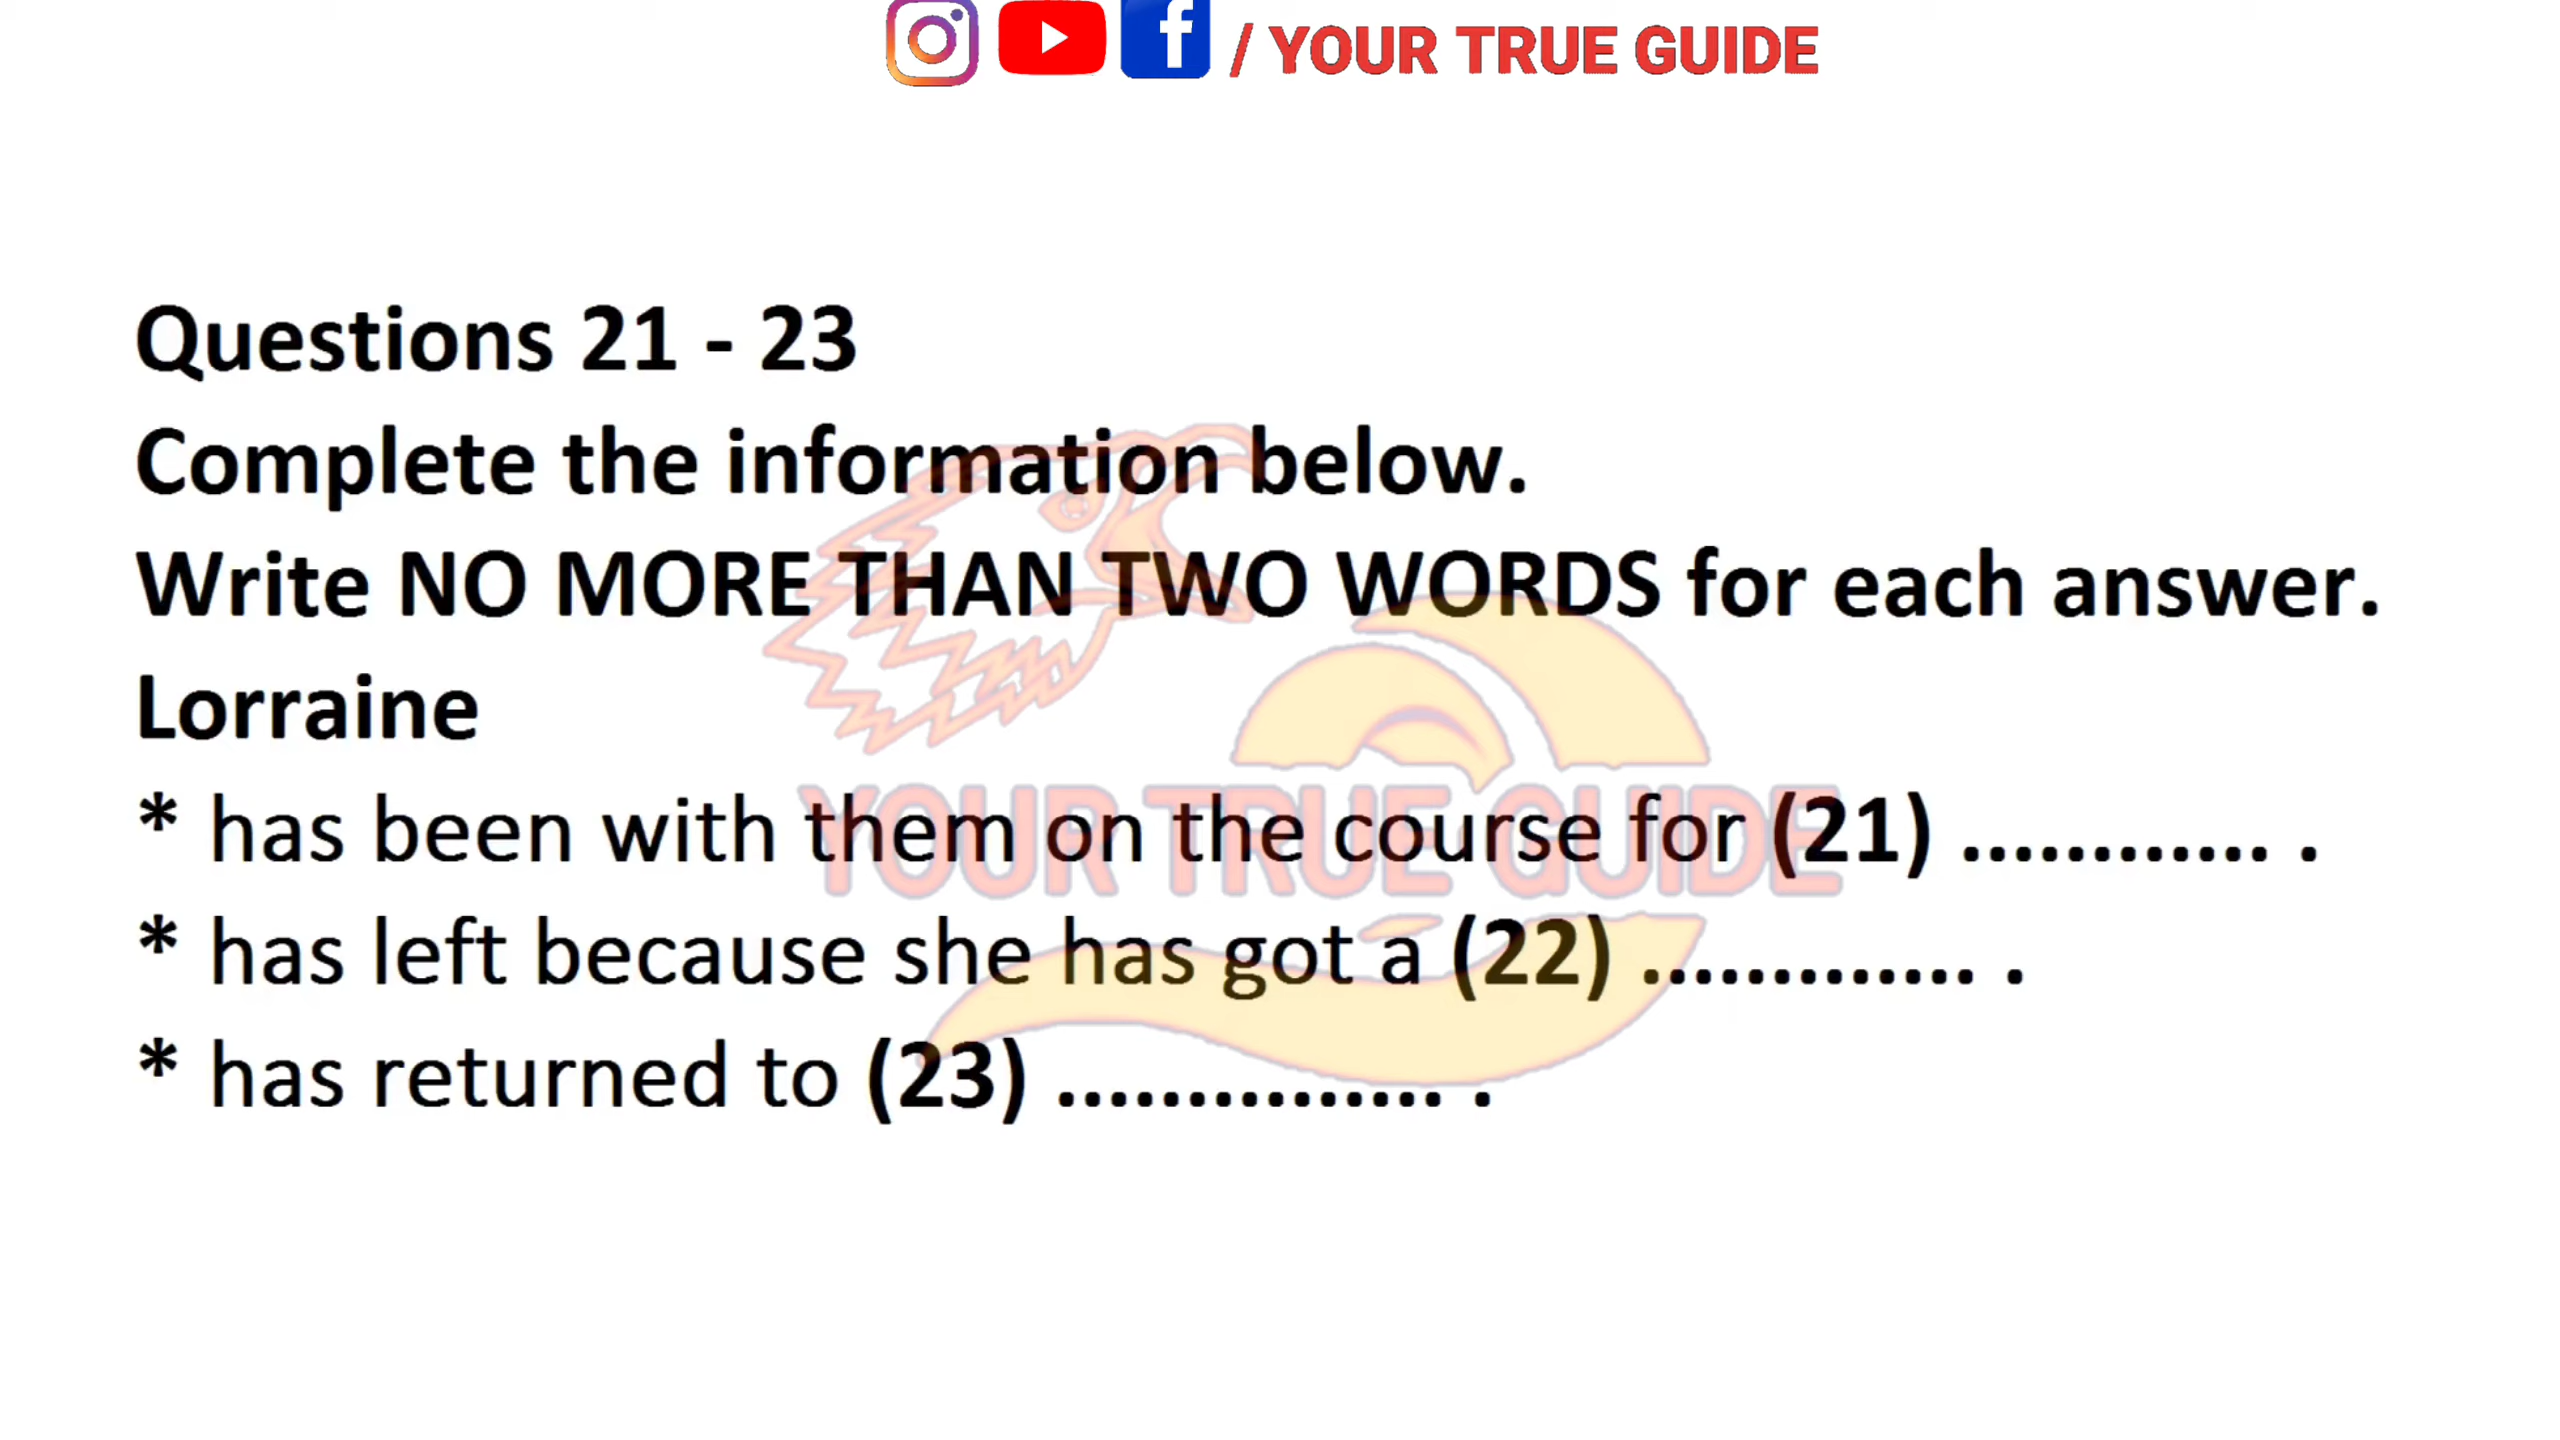 / YOUR TRUE GUIDE
Questions 21 - 23
Complete the information below.
Write NO MORE THAN TWO WORDS for each answer.
Lorraine
* has been with them on the course for (21) ............ .
* has left because she has got a (22) ............. .
* has returned to (23) ............... .
YOUR TRUE GUIDE